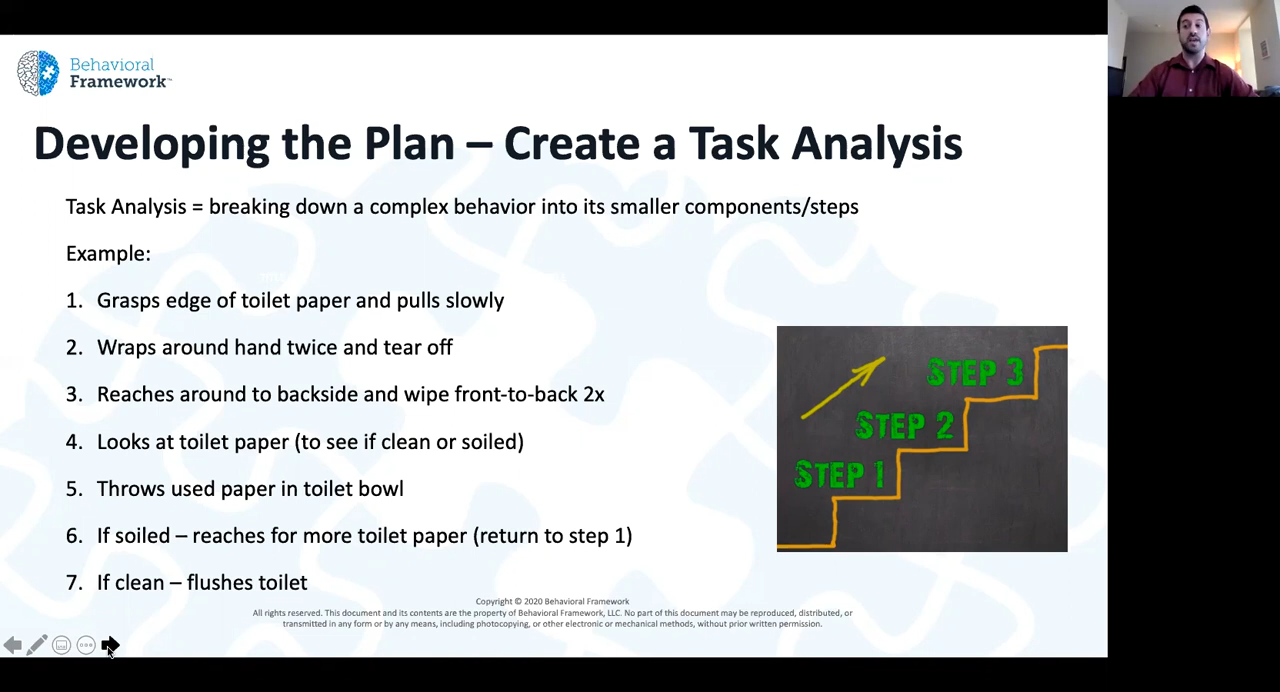 Behavioral
Framework™
Developing the Plan – Create a Task Analysis
Task Analysis = breaking down a complex behavior into its smaller components/steps
Example:
1. Grasps edge of toilet paper and pulls slowly
2. Wraps around hand twice and tear off
3. Reaches around to backside and wipe front-to-back 2x
4. Looks at toilet paper (to see if clean or soiled)
5. Throws used paper in toilet bowl
6. If soiled – reaches for more toilet paper (return to step 1)
7. If clean – flushes toilet
STEP 3
STEP 2
STEP 1
Copyright © 2020 Behavioral Framework
All rights reserved. This document and its contents are the property of Behavioral Framework, LLC. No part of this document may be reproduced, distributed, or
transmitted in any form or by any means, including photocopying, or other electronic or mechanical methods, without prior written permission.